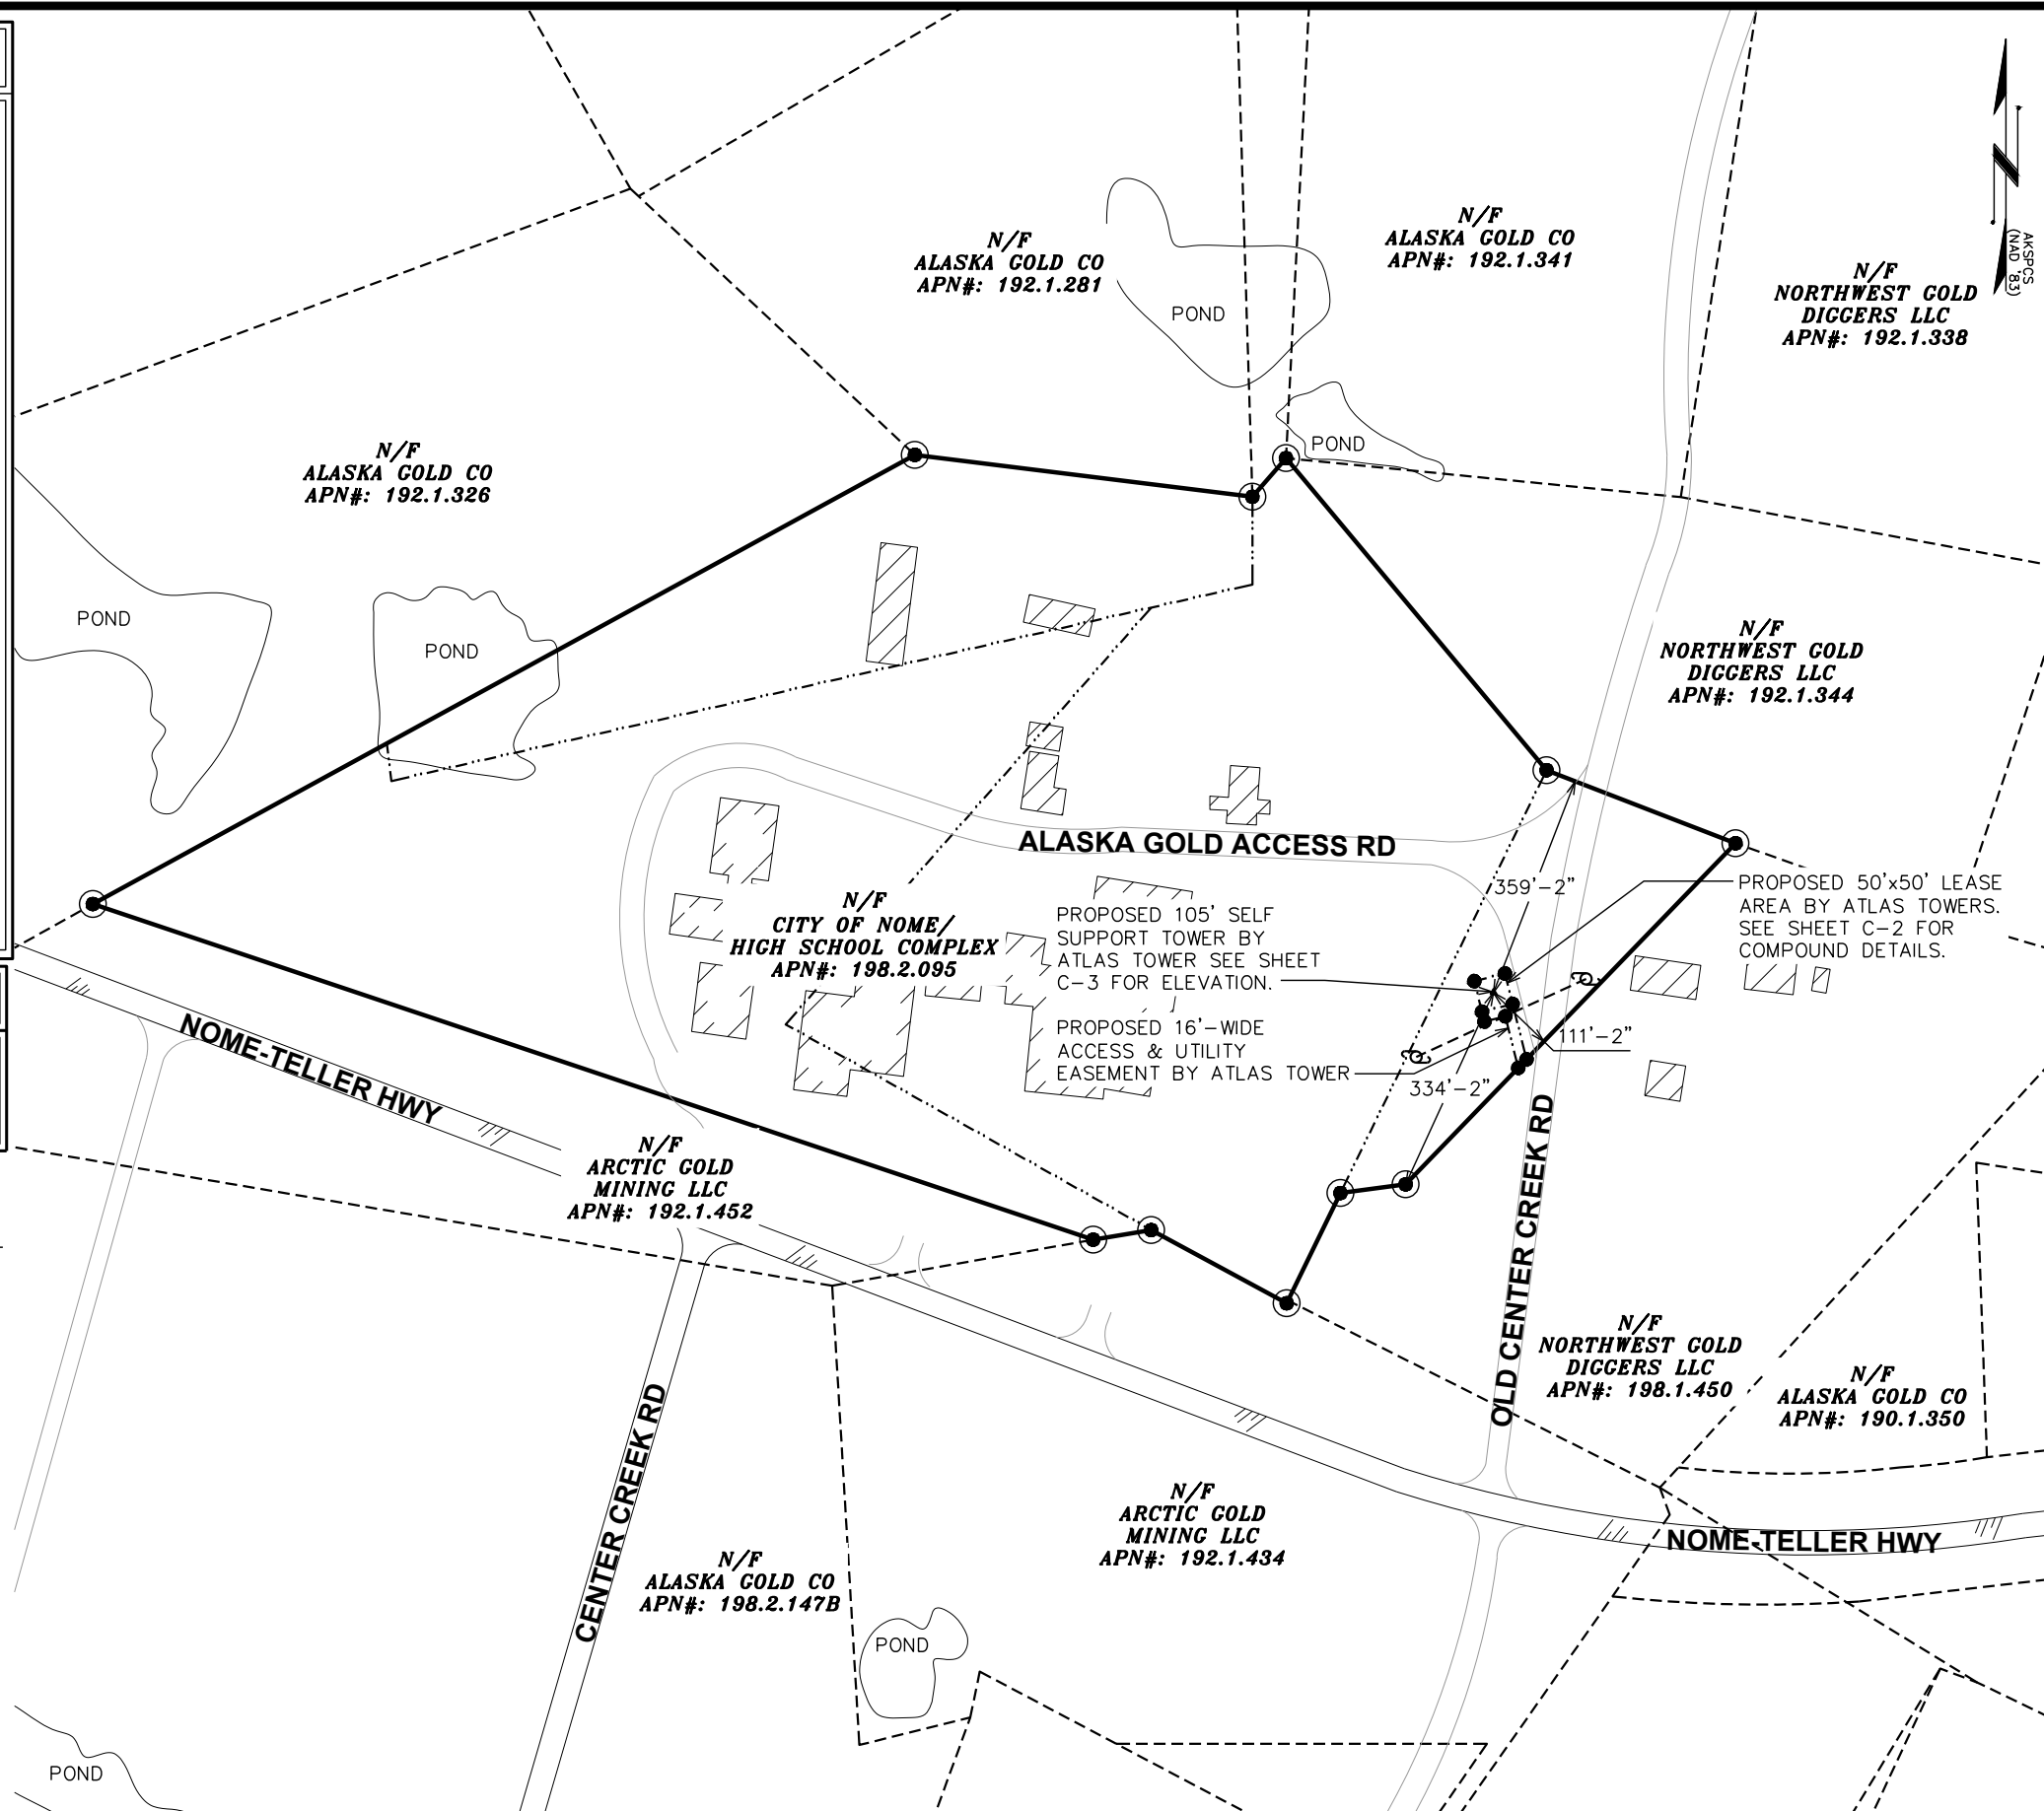 AKSPCS
(NAD '83)
N/F
ALASKA GOLD CO
APN#: 192.1.281
N/F
ALASKA GOLD CO
APN#: 192.1.341
N/F
NORTHWEST GOLD
DIGGERS LLC
APN#: 192.1.338
POND
POND
N/F
ALASKA GOLD CO
APN#: 192.1.326
POND
POND
N/F
NORTHWEST GOLD
DIGGERS LLC
APN#: 192.1.344
ALASKA GOLD ACCESS RD
359'-2"
PROPOSED 50'x50' LEASE
AREA BY ATLAS TOWERS.
SEE SHEET C-2 FOR
COMPOUND DETAILS.
N/F
CITY OF NOME/
HIGH SCHOOL COMPLEX
APN#: 198.2.095
PROPOSED 105' SELF
SUPPORT TOWER BY
ATLAS TOWER SEE SHEET
C-3 FOR ELEVATION.
PROPOSED 16'-WIDE
ACCESS & UTILITY
EASEMENT BY ATLAS TOWER
111'-2"
334'-2"
NOME-TELLER HWY
N/F
ARCTIC GOLD
MINING LLC
APN#: 192.1.452
OLD CENTER CREEK RD
N/F
NORTHWEST GOLD
DIGGERS LLC
APN#: 198.1.450
N/F
ALASKA GOLD CO
APN#: 190.1.350
CENTER CREEK RD
N/F
ARCTIC GOLD
MINING LLC
APN#: 192.1.434
NOME-TELLER HWY
N/F
ALASKA GOLD CO
APN#: 198.2.147B
POND
POND